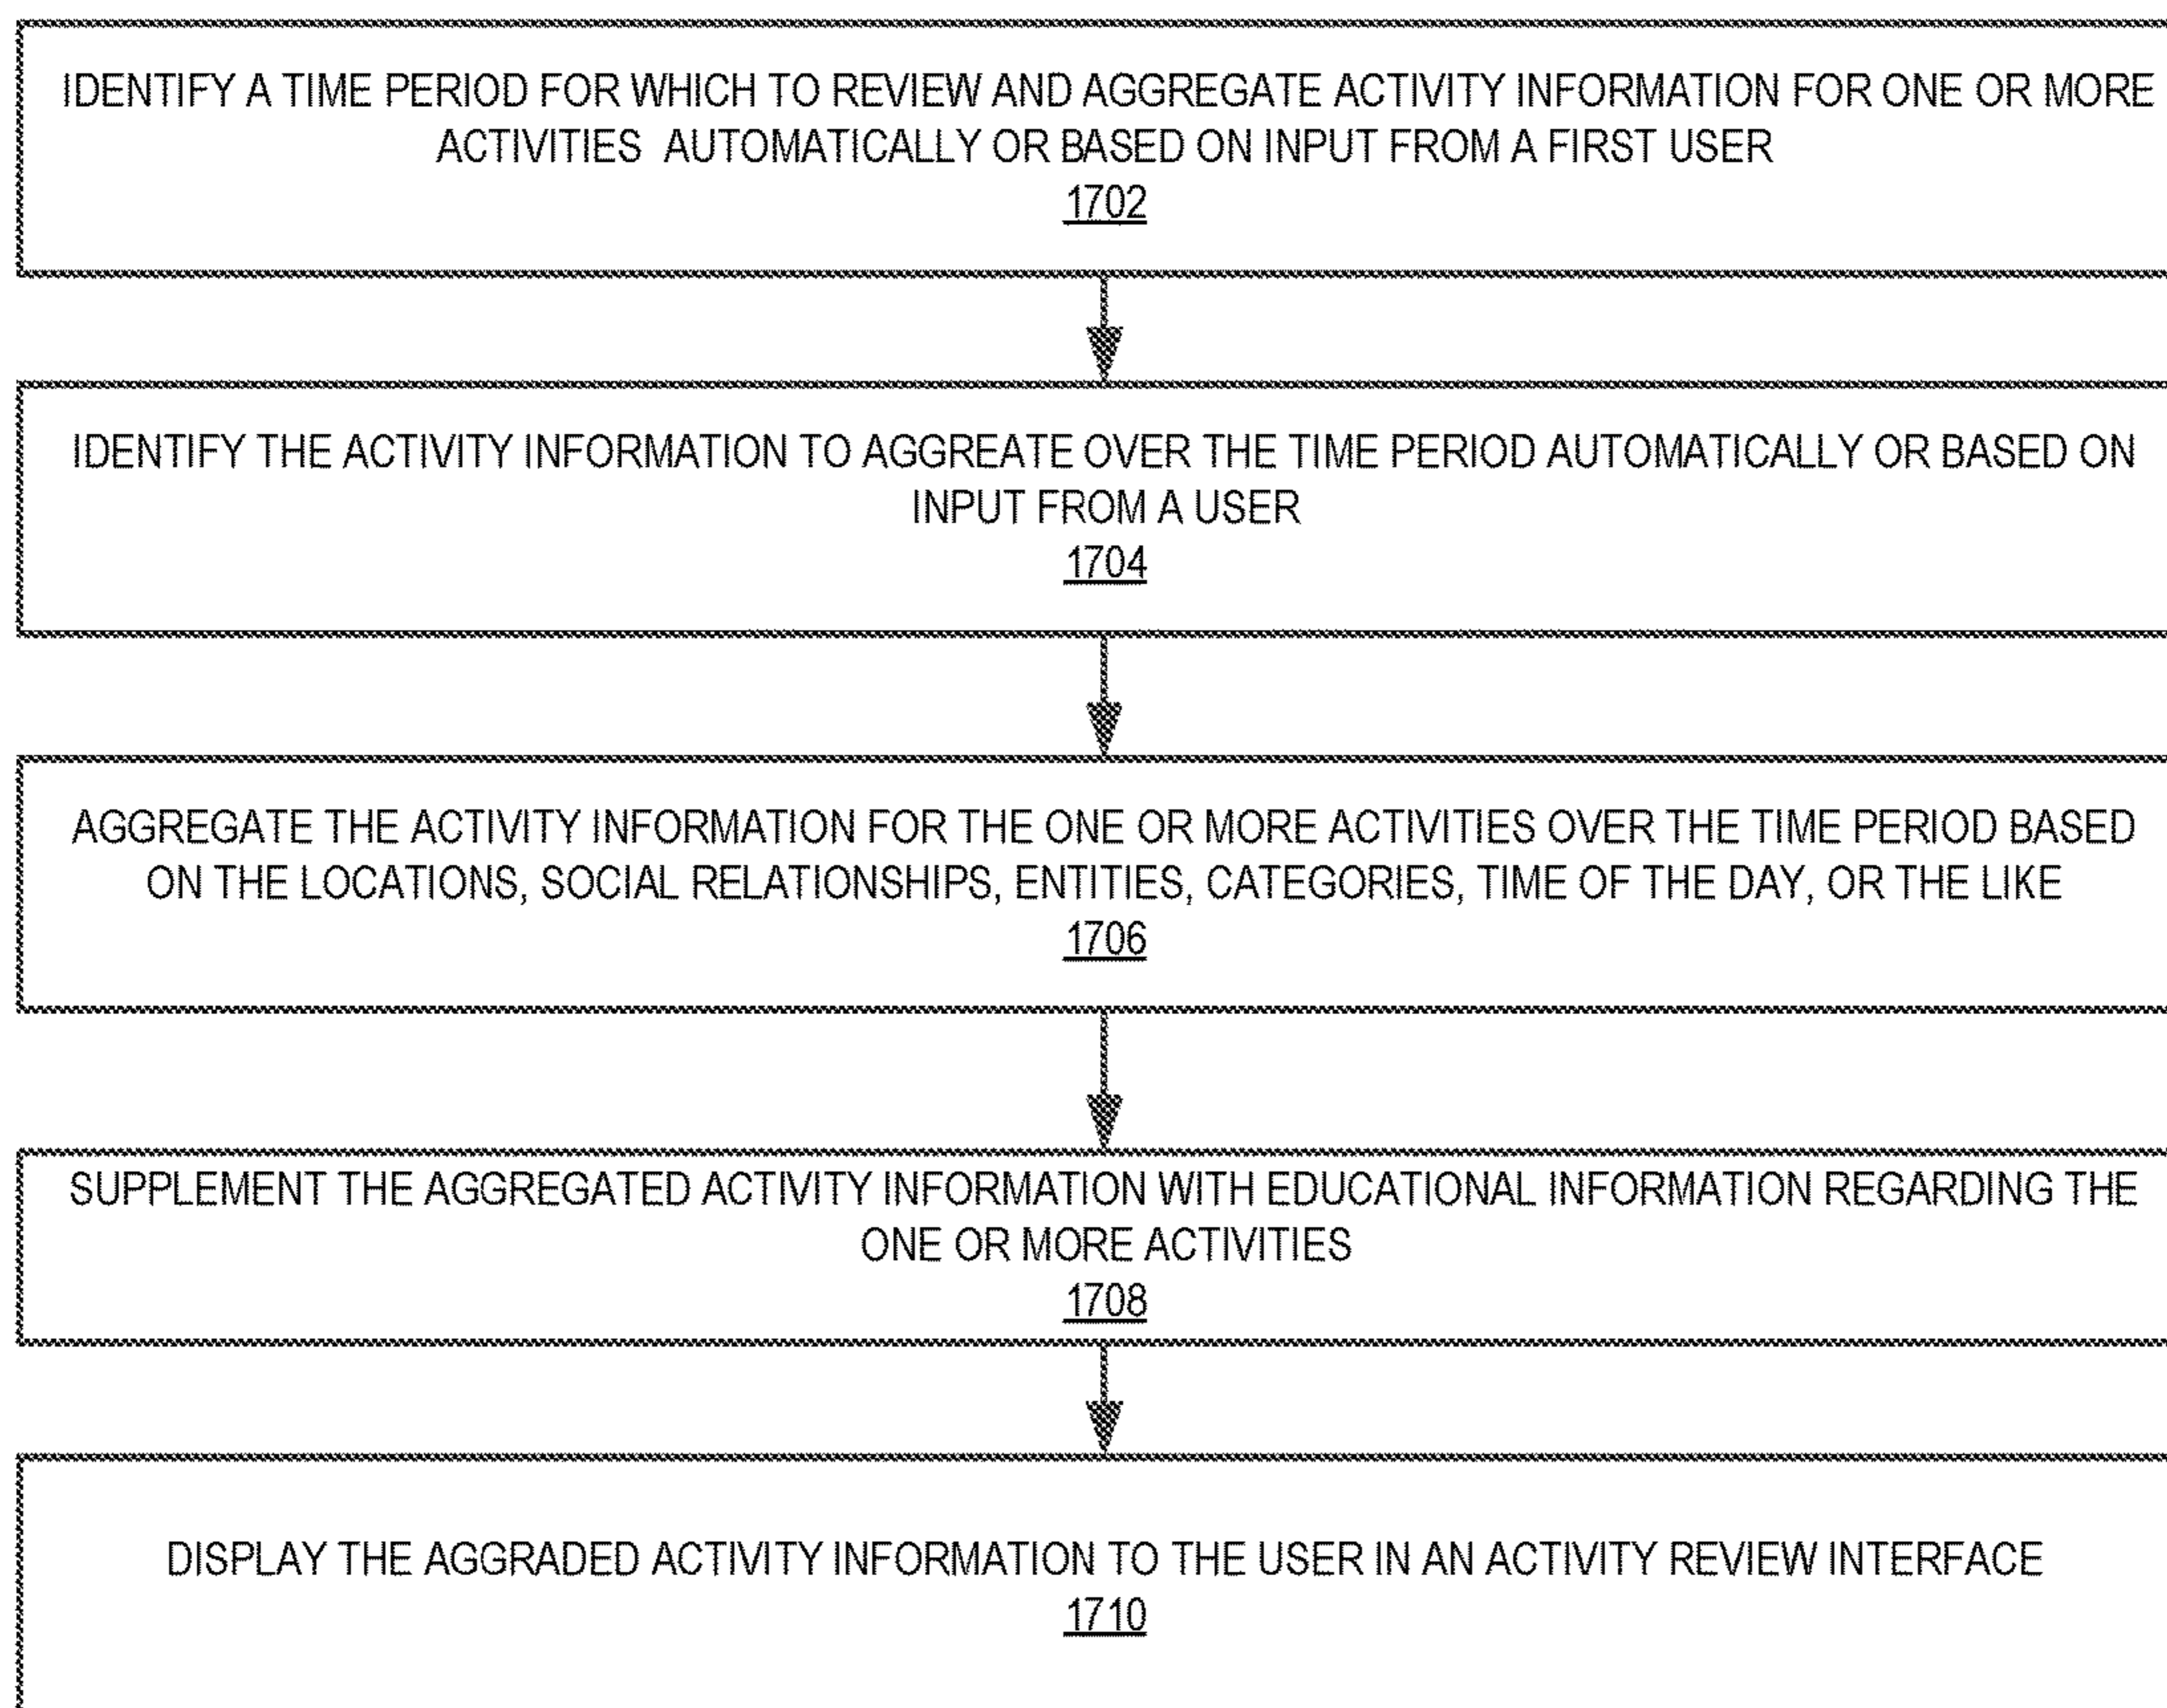 IDENTIFY A TIME PERIOD FOR WHICH TO REVIEW AND AGGREGATE ACTIVITY INFORMATION FOR ONE OR MORE
ACTIVITIES AUTOMATICALLY OR BASED ON INPUT FROM A FIRST USER
1702
IDENTIFY THE ACTIVITY INFORMATION TO AGGREATE OVER THE TIME PERIOD AUTOMATICALLY OR BASED ON
INPUT FROM A USER
1704
AGGREGATE THE ACTIVITY INFORMATION FOR THE ONE OR MORE ACTIVITIES OVER THE TIME PERIOD BASED
ON THE LOCATIONS, SOCIAL RELATIONSHIPS, ENTITIES, CATEGORIES, TIME OF THE DAY, OR THE LIKE
1706
SUPPLEMENT THE AGGREGATED ACTIVITY INFORMATION WITH EDUCATIONAL INFORMATION REGARDING THE
ONE OR MORE ACTIVITIES
1708
DISPLAY THE AGGRADED ACTIVITY INFORMATION TO THE USER IN AN ACTIVITY REVIEW INTERFACE
1710